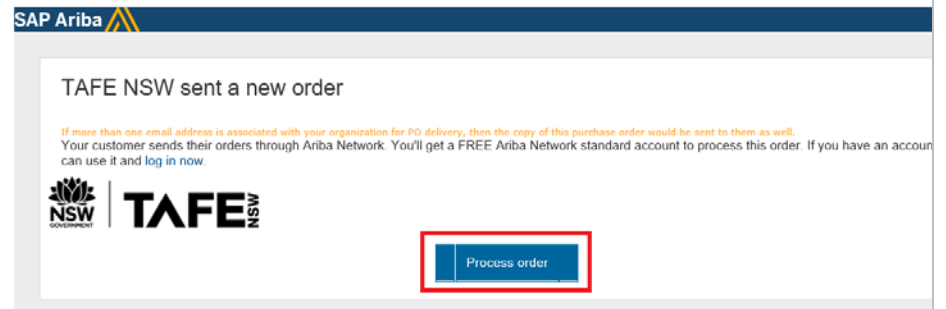 SAP Ariba
TAFE NSW sent a new order
If more than one email address is associated with your organization for PO delivery, then the copy of this purchase order would be sent to them as well.
Your customer sends their orders through Ariba Network. You'll get a FREE Ariba Network standard account to process this order. If you have an
can use it and log in now.
NSW
GOVERNMENT
TAFE NSW
Process order